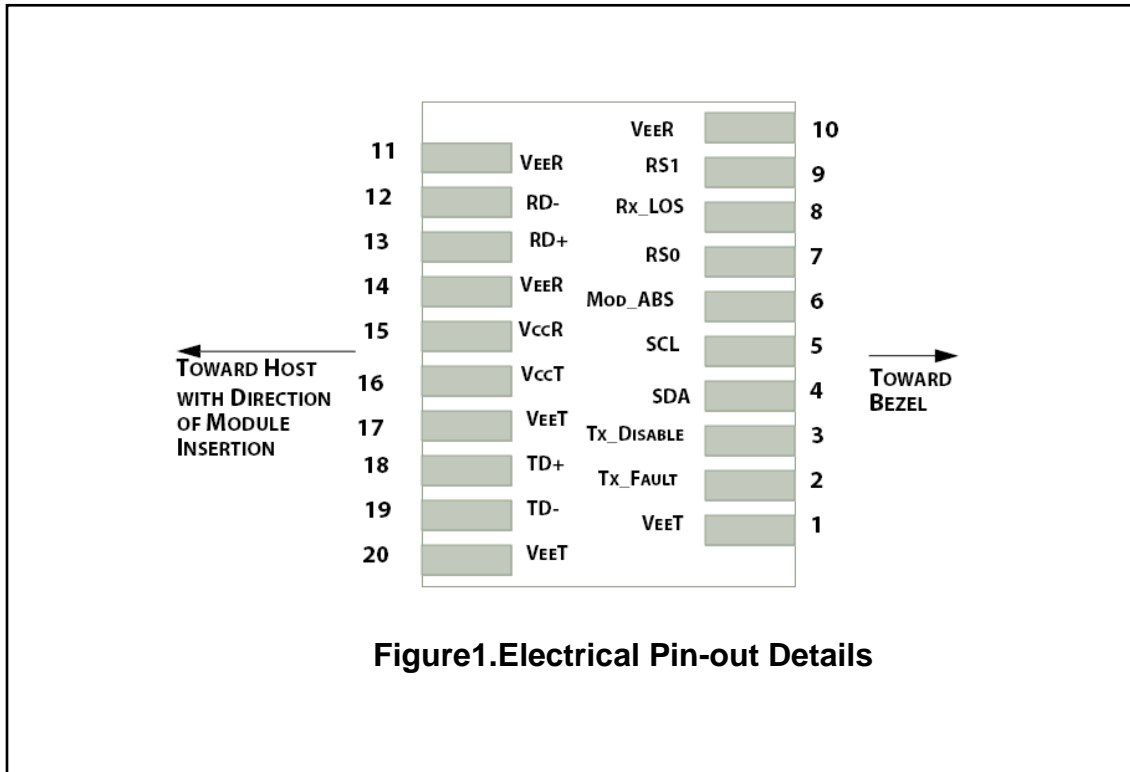 11 VEER
12 RD-
13 RD+
14 VEER
15 VCCR
16 VCCT
17 VEET
18 TD+
19 TD-
20 VEET
VEER 10
RS1 9
RX_LOS 8
RS0 7
MOD_ABS 6
SCL 5
SDA 4
TX_DISABLE 3
TX_FAULT 2
VEET 1
TOWARD HOST
WITH DIRECTION
OF MODULE
INSERTION
TOWARD
BEZEL
Figure1.Electrical Pin-out Details